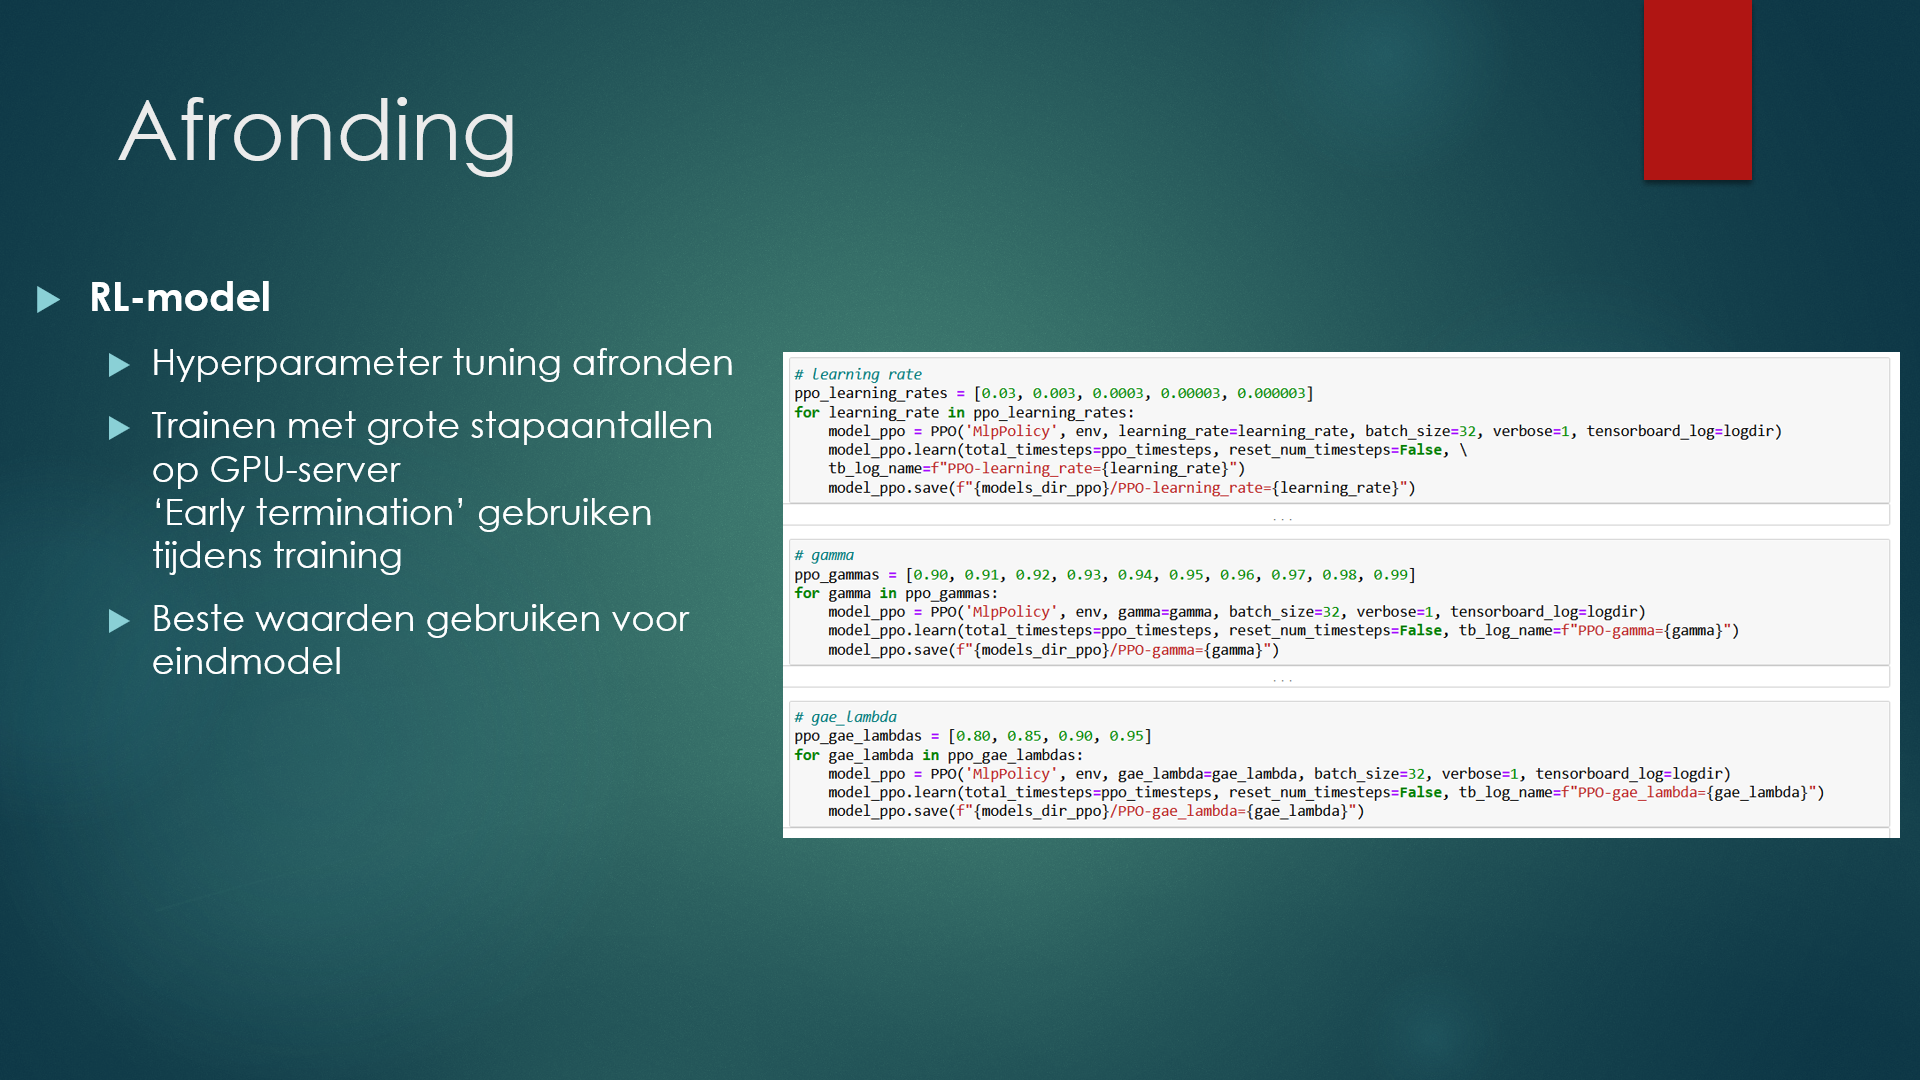 Afronding
RL-model
Hyperparameter tuning afronden
Trainen met grote stapaantallen
op GPU-server
‘Early termination’ gebruiken
tijdens training
Beste waarden gebruiken voor
eindmodel
# learning rate
ppo_learning_rates = [0.03, 0.003, 0.0003, 0.00003, 0.000003]
for learning_rate in ppo_learning_rates:
    model_ppo = PPO('MlpPolicy', env, learning_rate=learning_rate, batch_size=32, verbose=1, tensorboard_log=logdir)
    model_ppo.learn(total_timesteps=ppo_timesteps, reset_num_timesteps=False, \
    tb_log_name=f"PPO-learning_rate={learning_rate}")
    model_ppo.save(f"{models_dir_ppo}/PPO-learning_rate={learning_rate}")
...
# gamma
ppo_gammas = [0.90, 0.91, 0.92, 0.93, 0.94, 0.95, 0.96, 0.97, 0.98, 0.99]
for gamma in ppo_gammas:
    model_ppo = PPO('MlpPolicy', env, gamma=gamma, batch_size=32, verbose=1, tensorboard_log=logdir)
    model_ppo.learn(total_timesteps=ppo_timesteps, reset_num_timesteps=False, tb_log_name=f"PPO-gamma={gamma}")
    model_ppo.save(f"{models_dir_ppo}/PPO-gamma={gamma}")
...
# gae_lambda
ppo_gae_lambdas = [0.80, 0.85, 0.90, 0.95]
for gae_lambda in ppo_gae_lambdas:
    model_ppo = PPO('MlpPolicy', env, gae_lambda=gae_lambda, batch_size=32, verbose=1, tensorboard_log=logdir)
    model_ppo.learn(total_timesteps=ppo_timesteps, reset_num_timesteps=False, tb_log_name=f"PPO-gae_lambda={gae_lambda}")
    model_ppo.save(f"{models_dir_ppo}/PPO-gae_lambda={gae_lambda}")